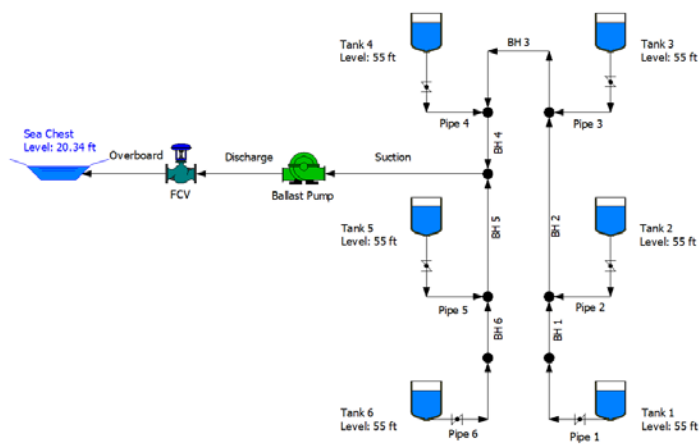 Tank 4
Level: 55 ft
BH 3
Tank 3
Level: 55 ft
Pipe 4
Pipe 3
Sea Chest
Level: 20.34 ft
Overboard
Discharge
Suction
BH 4
FCV
Ballast Pump
Tank 5
Level: 55 ft
BH 5
BH 2
Tank 2
Level: 55 ft
Pipe 5
Pipe 2
BH 6
BH 1
Tank 6
Level: 55 ft
Pipe 6
Pipe 1
Tank 1
Level: 55 ft